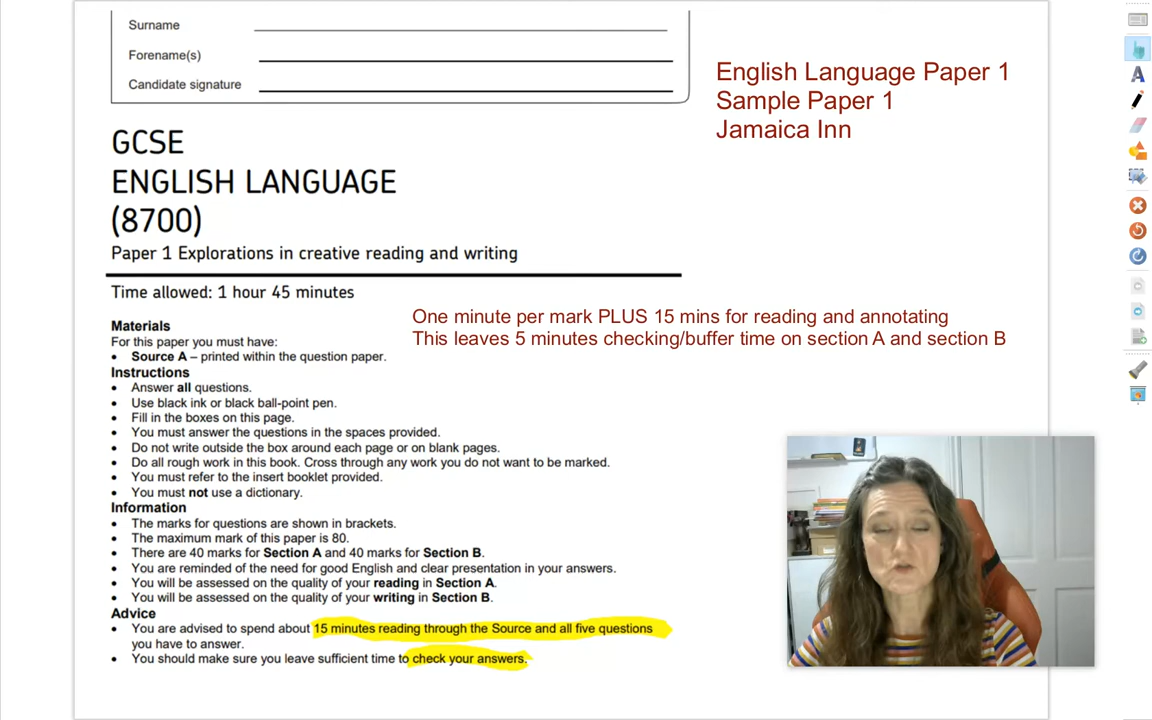 Surname
Forename(s)
Candidate signature
English Language Paper 1
Sample Paper 1
Jamaica Inn
GCSE
ENGLISH LANGUAGE
(8700)
Paper 1 Explorations in creative reading and writing
Time allowed: 1 hour 45 minutes
One minute per mark PLUS 15 mins for reading and annotating
This leaves 5 minutes checking/buffer time on section A and section B
Materials
For this paper you must have:
• Source A – printed within the question paper.
Instructions
• Answer all questions.
• Use black ink or black ball-point pen.
• Fill in the boxes on this page.
• You must answer the questions in the spaces provided.
• Do not write outside the box around each page or on blank pages.
• Do all rough work in this book. Cross through any work you do not want to be marked.
• You must refer to the insert booklet provided.
• You must not use a dictionary.
Information
• The marks for questions are shown in brackets.
• The maximum mark of this paper is 80.
• There are 40 marks for Section A and 40 marks for Section B.
• You are reminded of the need for good English and clear presentation in your answers.
• You will be assessed on the quality of your reading in Section A.
• You will be assessed on the quality of your writing in Section B.
Advice
• You are advised to spend about 15 minutes reading through the Source and all five questions
you have to answer.
• You should make sure you leave sufficient time to check your answers.